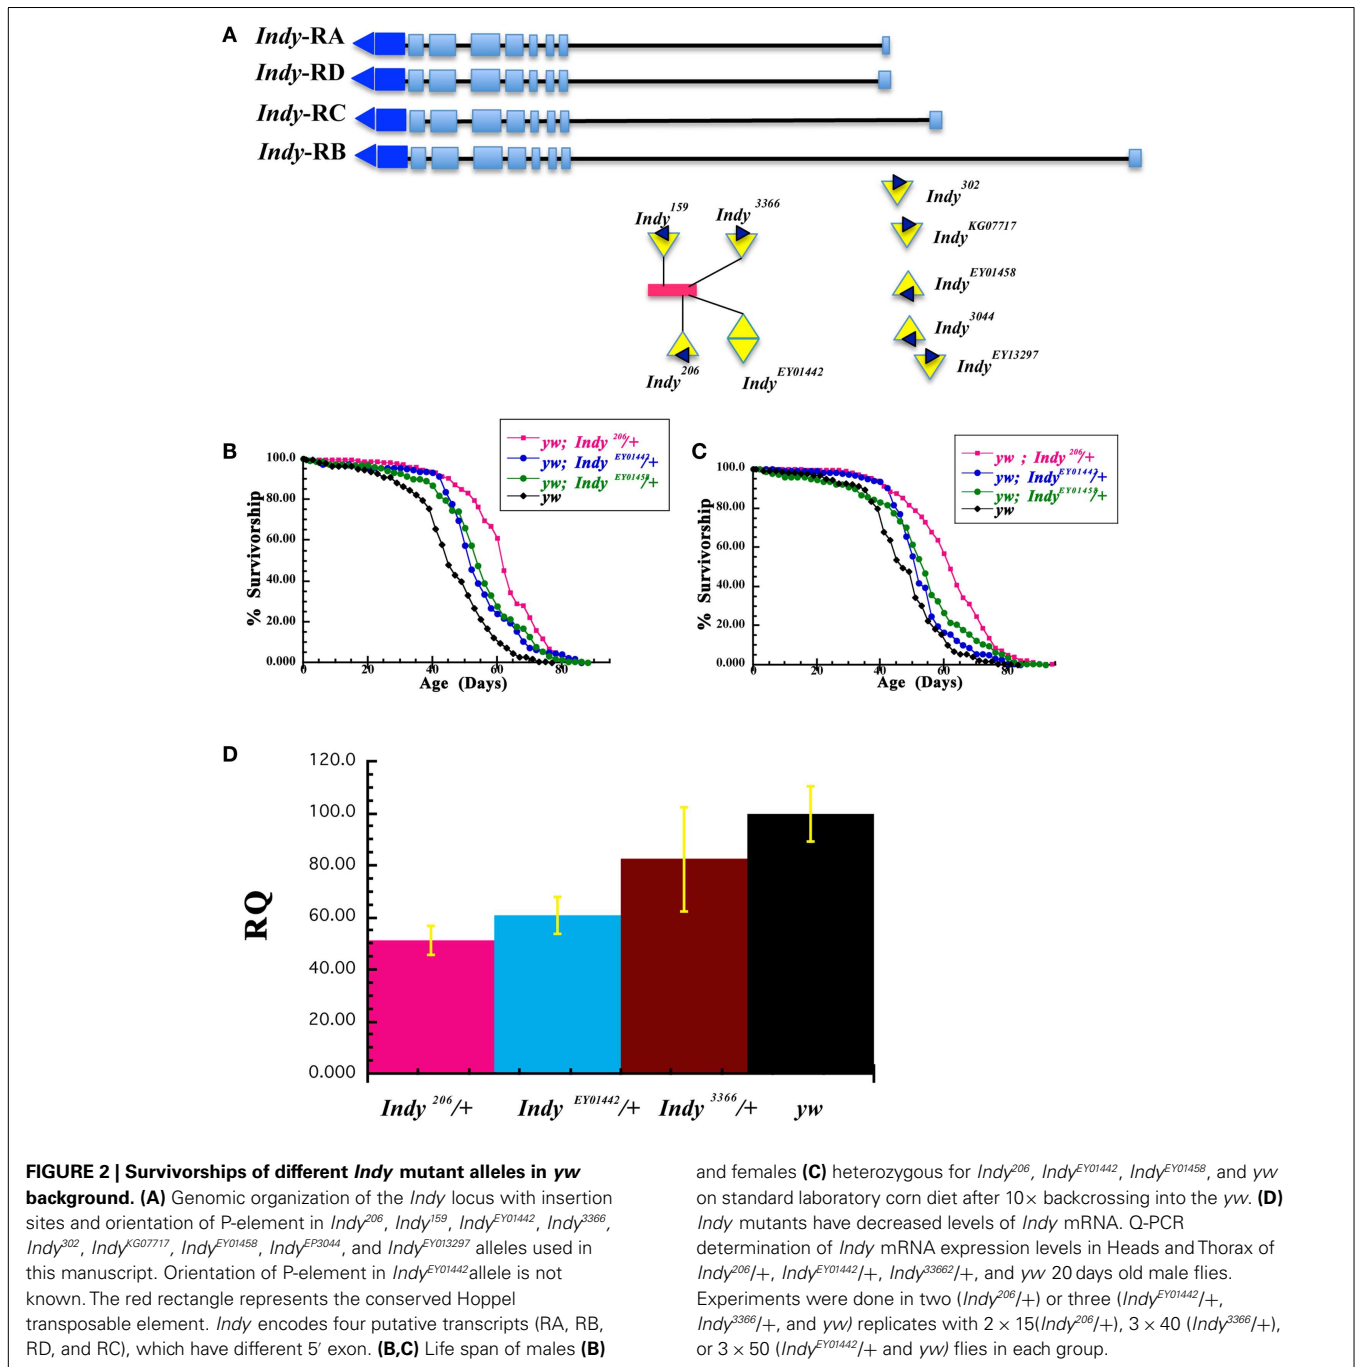 A
Indy-RA
Indy-RD
Indy-RC
Indy-RB
Indy302
IndyKG07717
IndyEY01458
Indy3044
IndyEY13297
Indy159
Indy3366
Indy206
IndyEY01442
B
yw; Indy 206/+
yw; Indy EY01442/+
yw; Indy EY01458/+
yw
% Survivorship
100.0
80.00
60.00
40.00
20.00
0.000
0 20 40 60 80
Age (Days)
C
yw ; Indy 206/+
yw; IndyEY01442/+
yw; IndyEY01458/+
yw
% Survivorship
100.0
80.00
60.00
40.00
20.00
0.000
0 20 40 60 80
Age (Days)
D
RQ
120.0
100.0
80.00
60.00
40.00
20.00
0.000
Indy 206/+ Indy EY01442/+ Indy 3366/+ yw
FIGURE 2 | Survivorships of different Indy mutant alleles in yw
background. (A) Genomic organization of the Indy locus with insertion
sites and orientation of P-element in Indy206, Indy159, IndyEY01442, Indy3366,
Indy302, IndyKG07717, IndyEY01458, IndyEP3044, and IndyEY013297 alleles used in
this manuscript. Orientation of P-element in IndyEY01442 allele is not
known. The red rectangle represents the conserved Hoppel
transposable element. Indy encodes four putative transcripts (RA, RB,
RD, and RC), which have different 5′ exon. (B,C) Life span of males (B)
and females (C) heterozygous for Indy206, IndyEY01442, IndyEY01458, and yw
on standard laboratory corn diet after 10× backcrossing into the yw. (D)
Indy mutants have decreased levels of Indy mRNA. Q-PCR
determination of Indy mRNA expression levels in Heads and Thorax of
Indy206/+, IndyEY01442/+, Indy33662/+, and yw 20 days old male flies.
Experiments were done in two (Indy206/+) or three (IndyEY01442/+,
Indy3366/+, and yw) replicates with 2 × 15(Indy206/+), 3 × 40 (Indy3366/+),
or 3 × 50 (IndyEY01442/+ and yw) flies in each group.